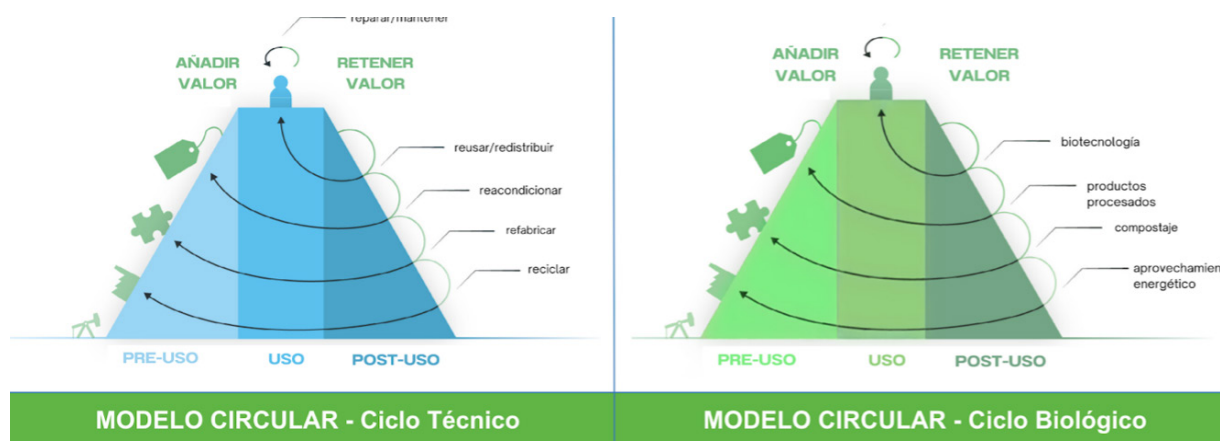 reparar/mantener
AÑADIR
VALOR
RETENER
VALOR
reusar/redistribuir
reacondicionar
refabricar
reciclar
PRE-USO
USO
POST-USO
MODELO CIRCULAR - Ciclo Técnico
AÑADIR
VALOR
RETENER
VALOR
biotecnología
productos
procesados
compostaje
aprovechamien
energético
PRE-USO
USO
POST-USO
MODELO CIRCULAR - Ciclo Biológico